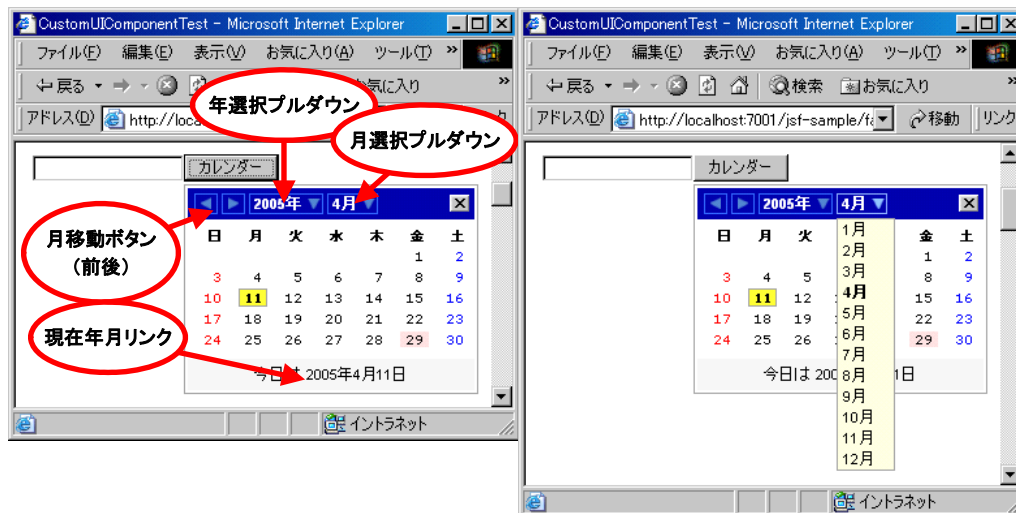 CustomUIComponentTest - Microsoft Internet Explorer
ファイル(F) 編集(E) 表示(V) お気に入り(A) ツール(T) »
戻る 気に入り »
アドレス(D) http://loca
年選択プルダウン
月選択プルダウン
カレンダー
2005年 4月
日 月 火 水 木 金 土
1 2
3 4 5 6 7 8 9
10 11 12 13 14 15 16
17 18 19 20 21 22 23
24 25 26 27 28 29 30
今日は 2005年4月11日
月移動ボタン
(前後)
現在年月リンク
イントラネット
CustomUIComponentTest - Microsoft Internet Explorer
ファイル(F) 編集(E) 表示(V) お気に入り(A) ツール(T) »
戻る 検索 お気に入り »
アドレス(D) http://localhost:7001/jsf-sample/fa 移動 リンク
カレンダー
2005年 4月
日 月 火 金 土
1 2
3 4 5 8 9
10 11 12 15 16
17 18 19 22 23
24 25 26 29 30
今日は 200 1日
1月
2月
3月
4月
5月
6月
7月
8月
9月
10月
11月
12月
イントラネット